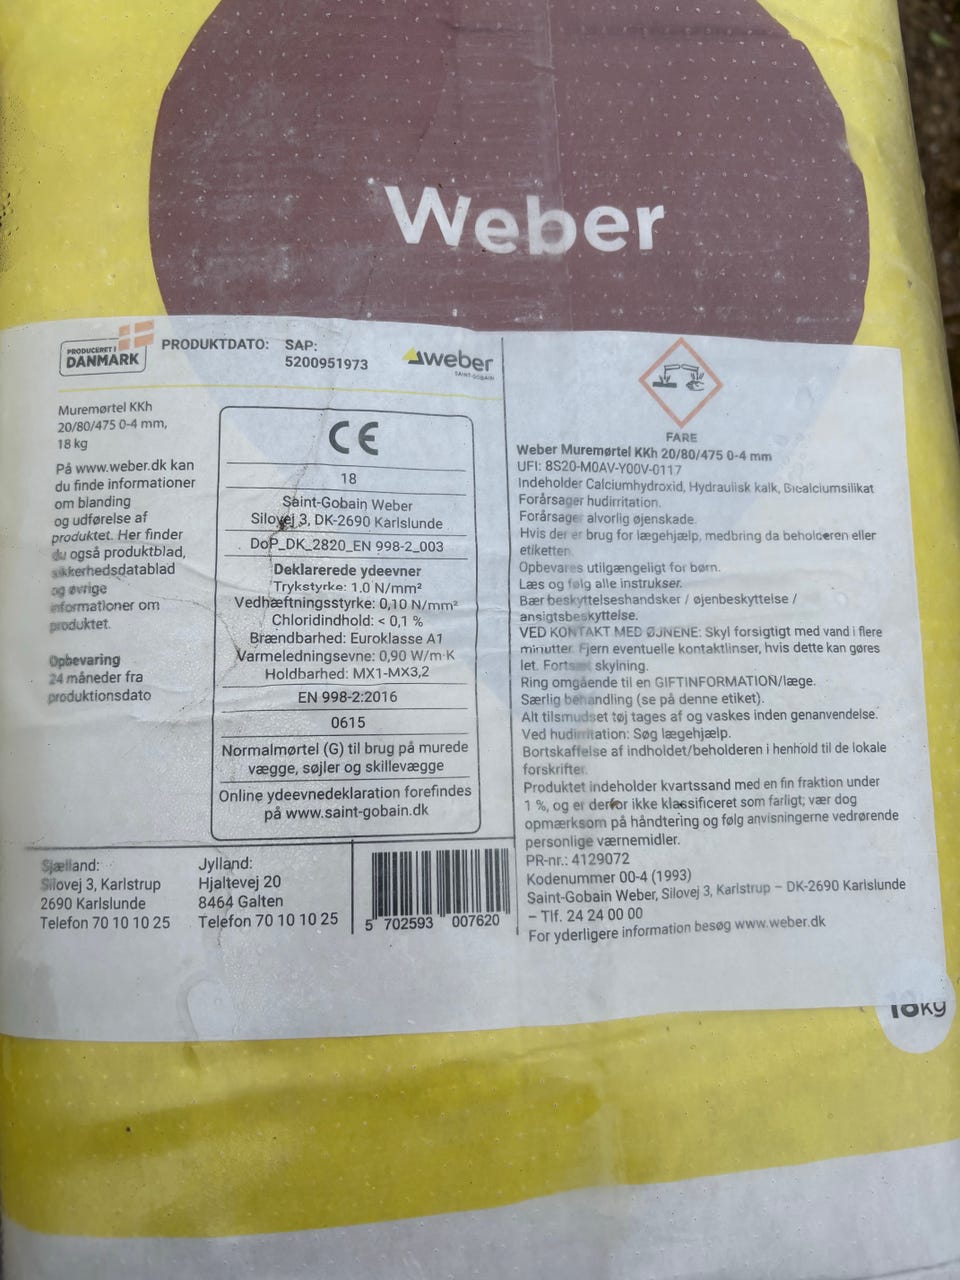 Weber
PRODUCERET I
DANMARK
PRODUKTDATO:
SAP:
5200951973
weber
SAINT-GOBAIN
Muremørtel KKh
20/80/475 0-4 mm,
18 kg
På www.weber.dk kan
du finde informationer
om blanding
og udførelse af
produktet. Her finder
du også produktblad,
sikkerhedsdatablad
og øvrige
informationer om
produktet.
Opbevaring
24 måneder fra
produktionsdato
CE
18
Saint-Gobain Weber
Silovej 3, DK-2690 Karlslunde
DoP_DK_2820_EN 998-2_003
Deklarerede ydeevner
Trykstyrke: 1.0 N/mm²
Vedhæftningsstyrke: 0,10 N/mm²
Chloridindhold: < 0,1 %
Brændbarhed: Euroklasse A1
Varmeledningsevne: 0,90 W/m·K
Holdbarhed: MX1-MX3,2
EN 998-2:2016
0615
Normalmørtel (G) til brug på murede
vægge, søjler og skillevægge
Online ydeevnedeklaration forefindes
på www.saint-gobain.dk
Sjælland:
Silovej 3, Karlstrup
2690 Karlslunde
Telefon 70 10 10 25
Jylland:
Hjaltevej 20
8464 Galten
Telefon 70 10 10 25
5 702593 007620
FARE
Weber Muremørtel KKh 20/80/475 0-4 mm
UFI: 8S20-M0AV-Y00V-0117
Indeholder Calciumhydroxid, Hydraulisk kalk, Bicalciumsilikat
Forårsager hudirritation.
Forårsager alvorlig øjenskade.
Hvis der er brug for lægehjælp, medbring da beholderen eller
etiketten.
Opbevares utilgængeligt for børn.
Læs og følg alle instrukser.
Bær beskyttelseshandsker / øjenbeskyttelse /
ansigtsbeskyttelse.
VED KONTAKT MED ØJNENE: Skyl forsigtigt med vand i flere
minutter. Fjern eventuelle kontaktlinser, hvis dette kan gøres
let. Fortsæt skylning.
Ring omgående til en GIFTINFORMATION/læge.
Særlig behandling (se på denne etiket).
Alt tilsmudset tøj tages af og vaskes inden genanvendelse.
Ved hudirritation: Søg lægehjælp.
Bortskaffelse af indholdet/beholderen i henhold til de lokale
forskrifter.
Produktet indeholder kvartssand med en fin fraktion under
1 %, og er derfor ikke klassificeret som farligt; vær dog
opmærksom på håndtering og følg anvisningerne vedrørende
personlige værnemidler.
PR-nr.: 4129072
Kodenummer 00-4 (1993)
Saint-Gobain Weber, Silovej 3, Karlstrup – DK-2690 Karlslunde
– Tlf. 24 24 00 00
For yderligere information besøg www.weber.dk
18kg